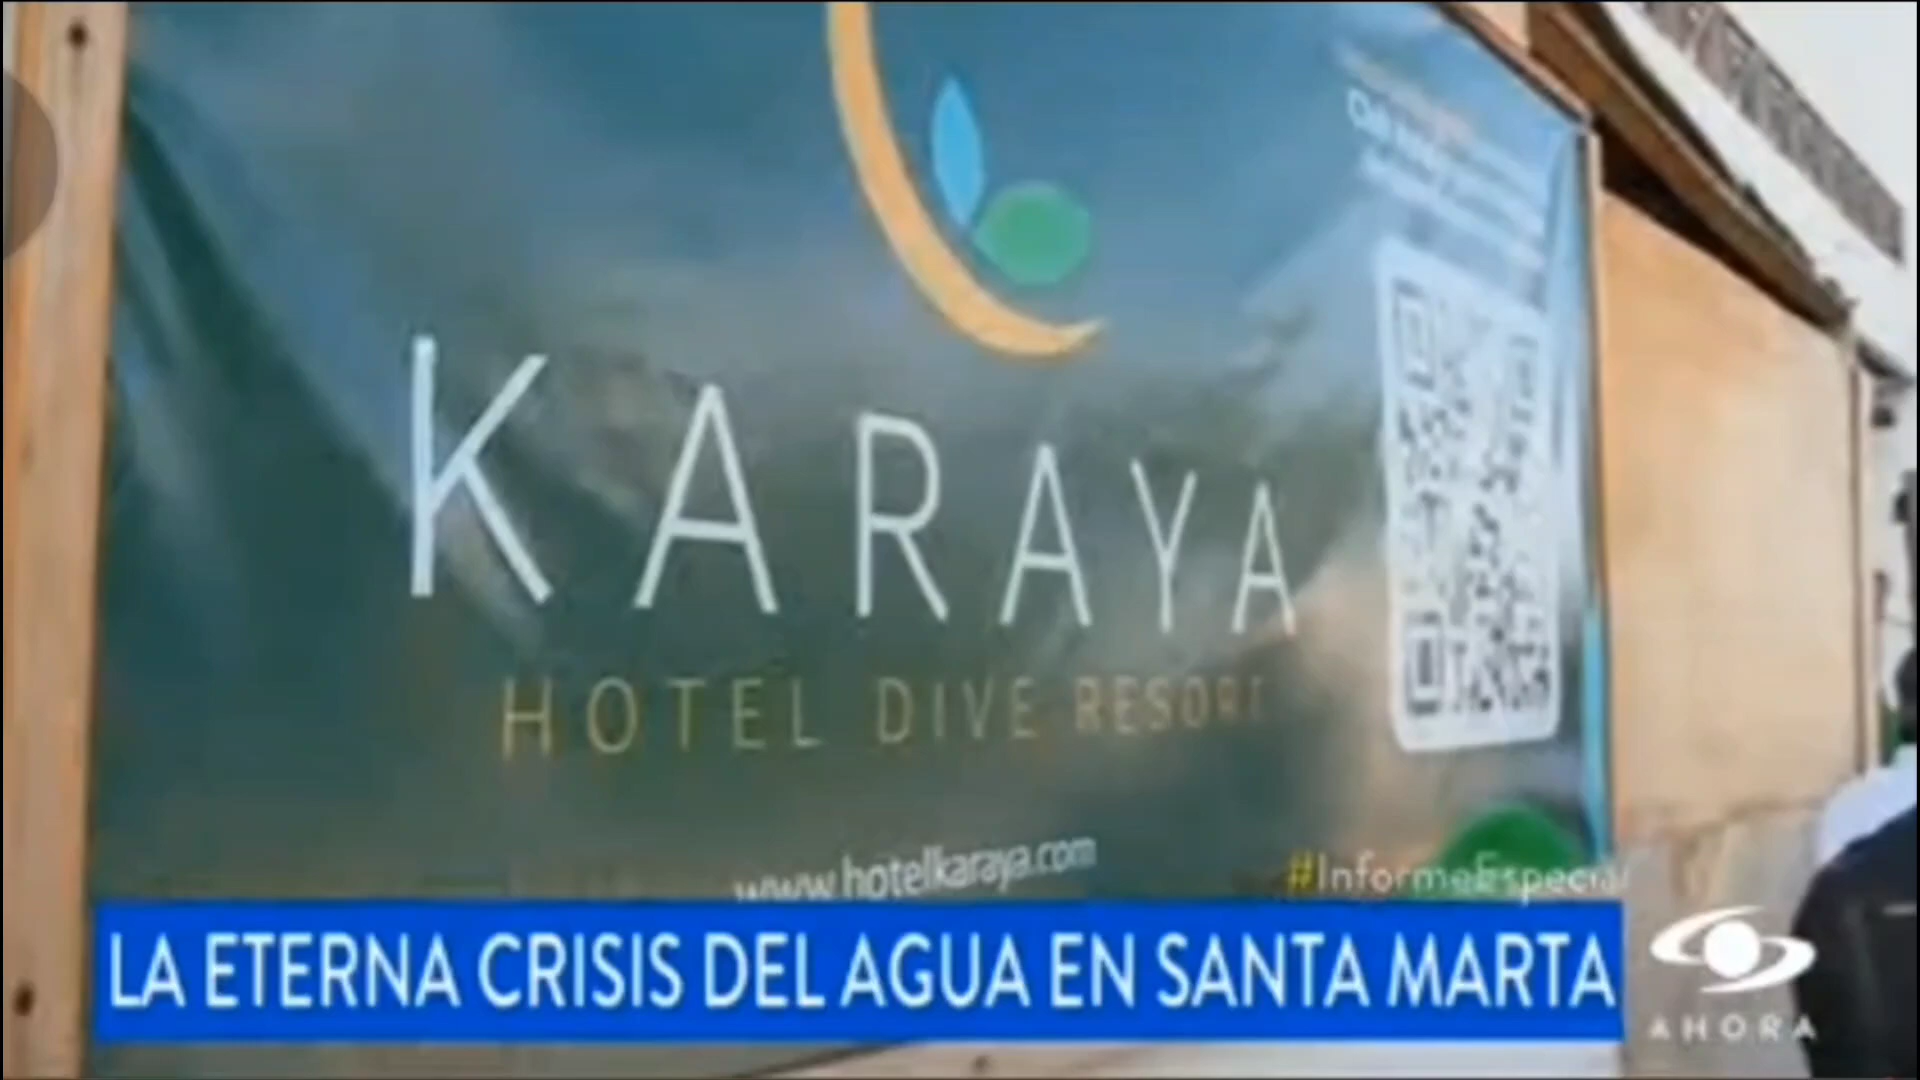 KARAYA
HOTEL DIVE RESORT
www.hotelkaraya.com
#InformeEspecial
LA ETERNA CRISIS DEL AGUA EN SANTA MARTA
AHORA